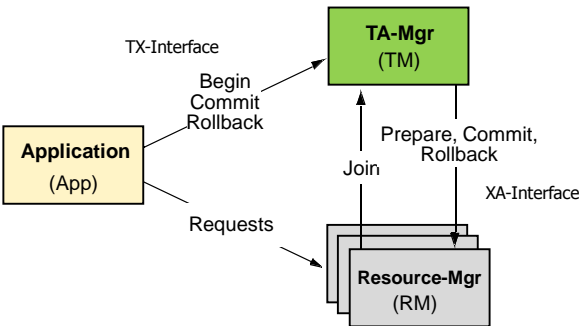 TX-Interface
TA-Mgr
(TM)
Begin
Commit
Rollback
Application
(App)
Prepare, Commit,
Rollback
Join
XA-Interface
Requests
Resource-Mgr
(RM)